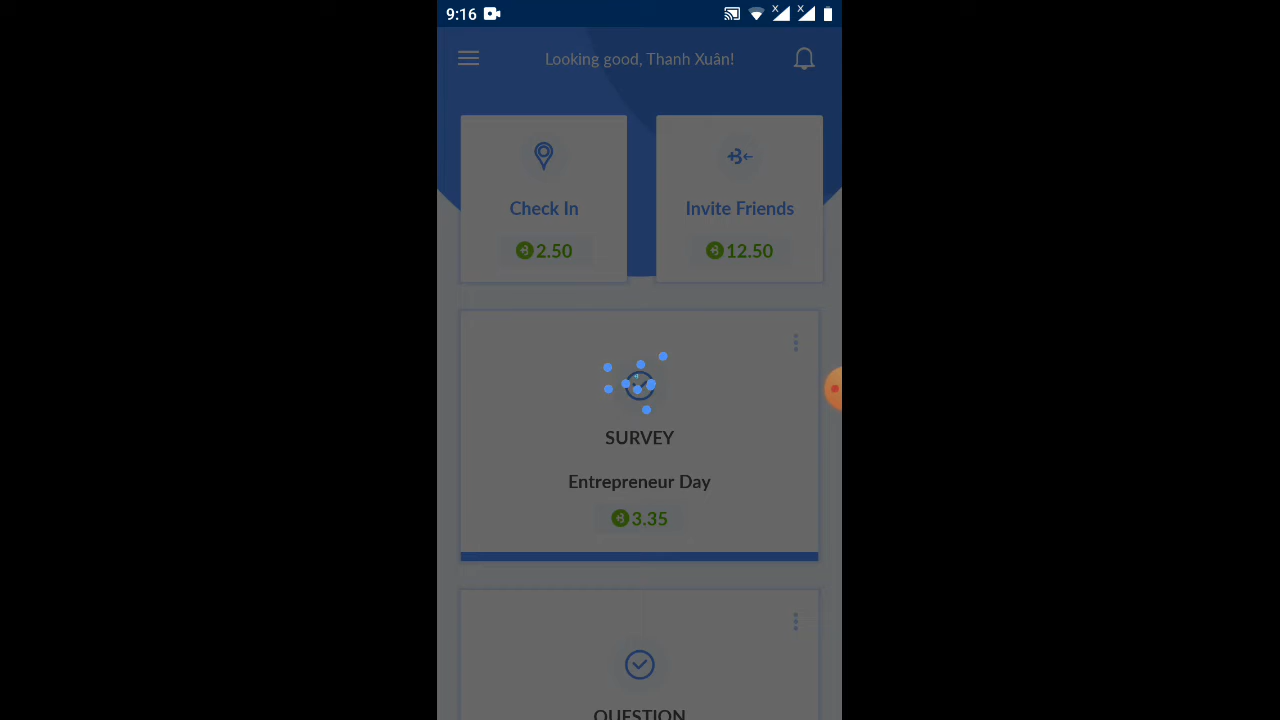 9:16
Looking good, Thanh Xuân!
Check In
2.50
Invite Friends
12.50
SURVEY
Entrepreneur Day
3.35
QUESTION